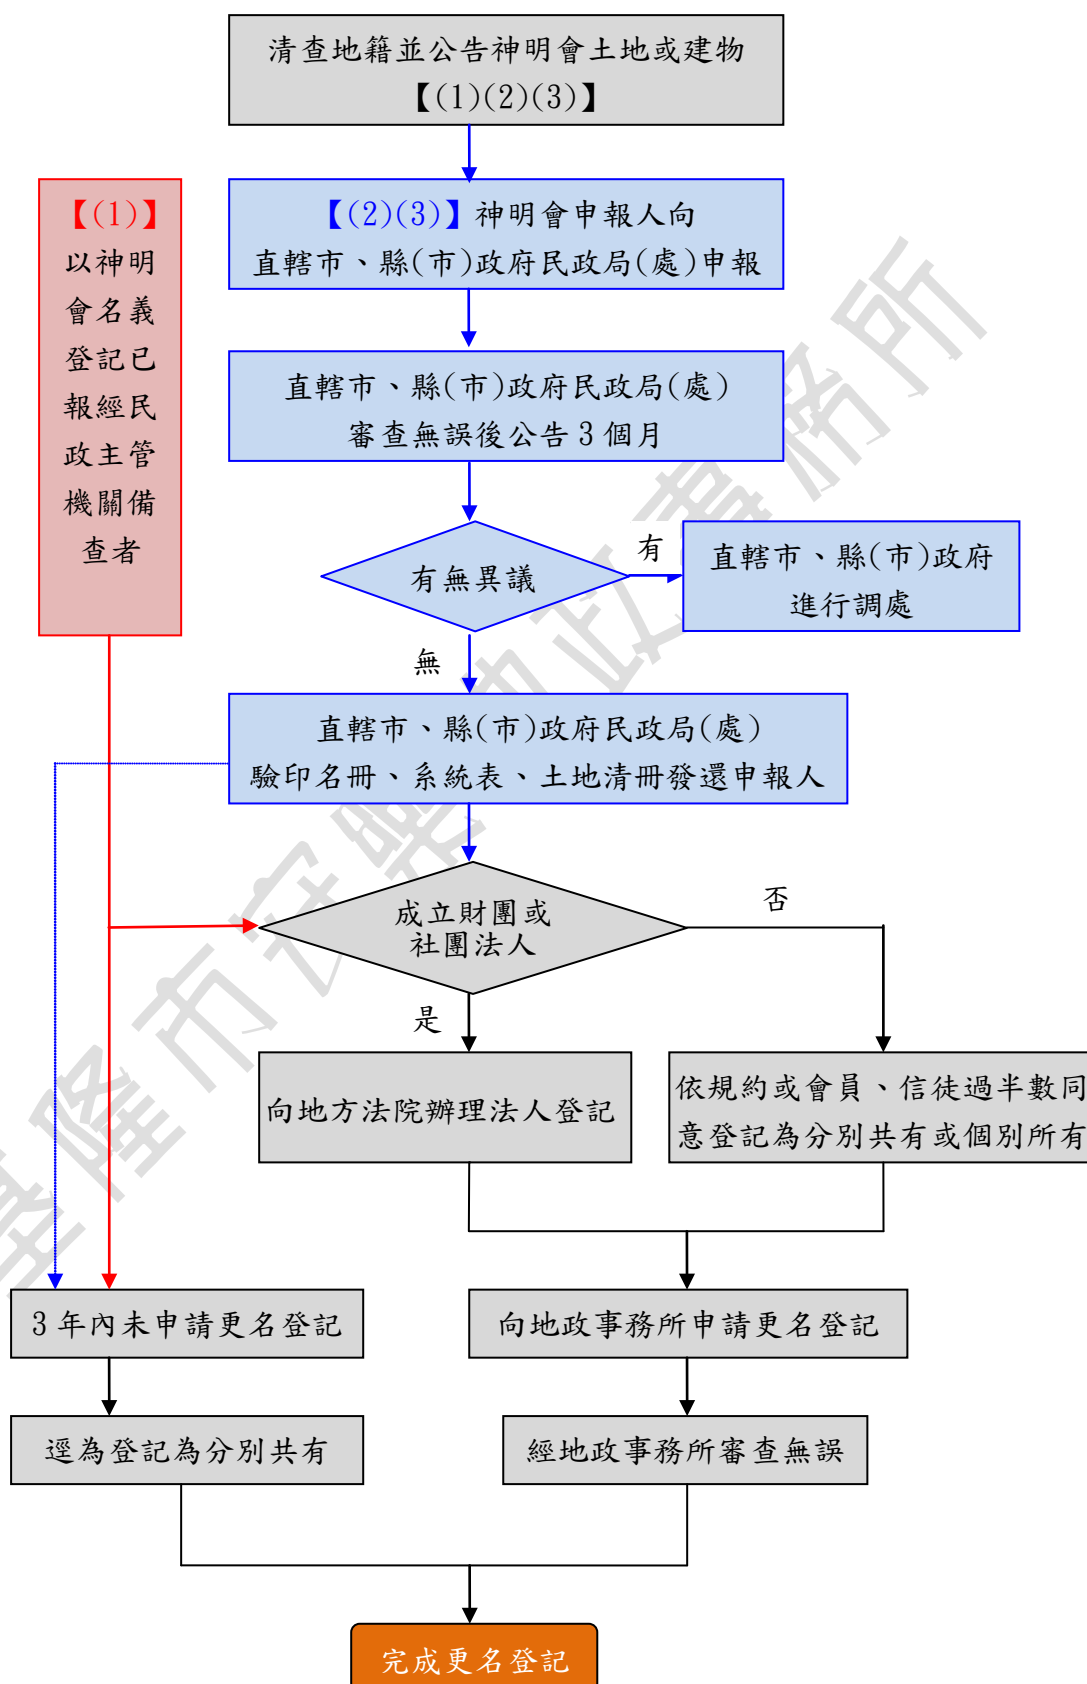 清查地籍並公告神明會土地或建物
【(1)(2)(3)】
【(1)】
以神明
會名義
登記已
報經民
政主管
機關備
查者
【(2)(3)】神明會申報人向
直轄市、縣(市)政府民政局(處)申報
直轄市、縣(市)政府民政局(處)
審查無誤後公告 3 個月
有無異議
有
直轄市、縣(市)政府
進行調處
無
直轄市、縣(市)政府民政局(處)
驗印名冊、系統表、土地清冊發還申報人
成立財團或
社團法人
否
是
向地方法院辦理法人登記
依規約或會員、信徒過半數同
意登記為分別共有或個別所有
3 年內未申請更名登記
向地政事務所申請更名登記
逕為登記為分別共有
經地政事務所審查無誤
完成更名登記
基隆市安樂地政事務所